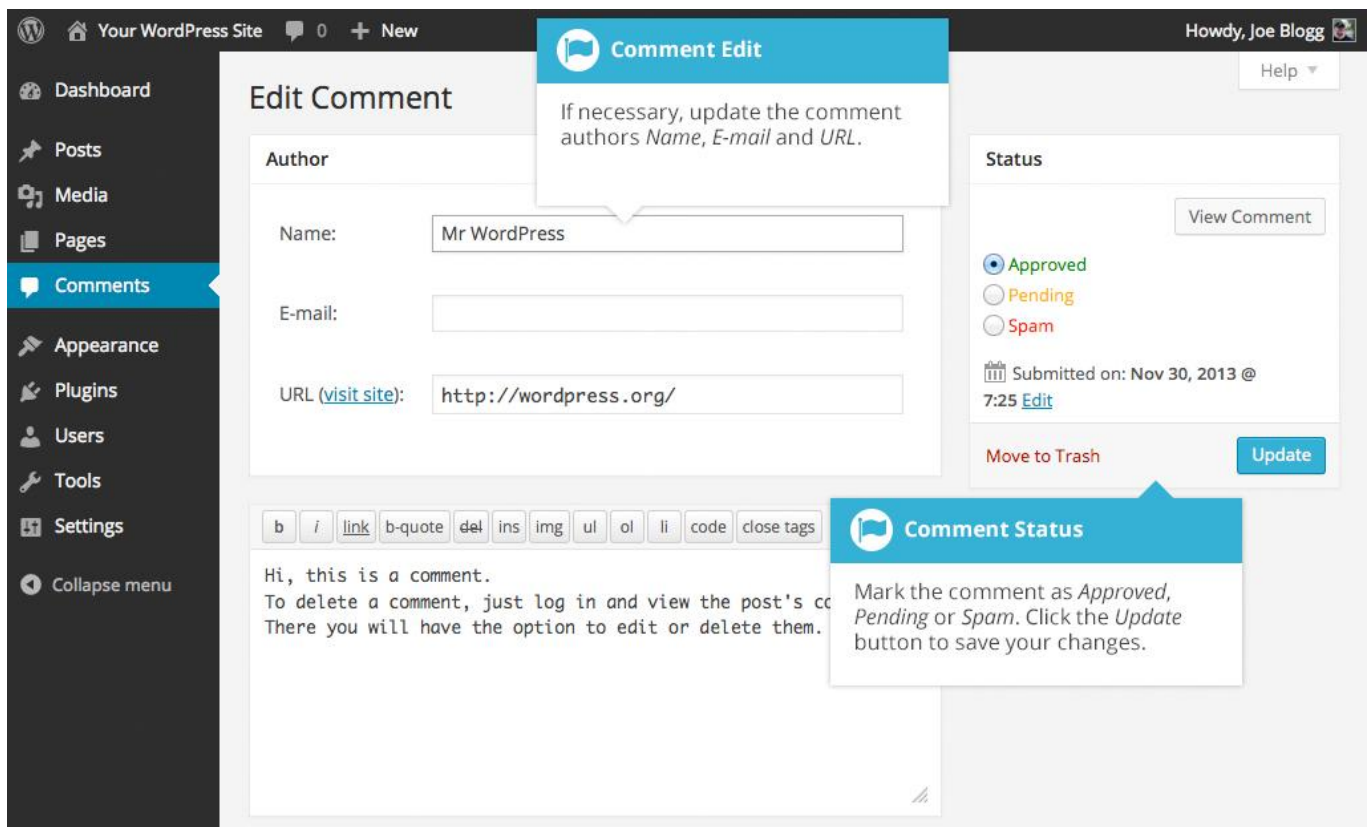 Your WordPress Site 0 + New
Howdy, Joe Blogg
Help
Dashboard
Posts
Media
Pages
Comments
Appearance
Plugins
Users
Tools
Settings
Collapse menu
Edit Comment
Comment Edit
If necessary, update the comment
authors Name, E-mail and URL.
Author
Name:
Mr WordPress
E-mail:
URL (visit site):
http://wordpress.org/
Status
View Comment
Approved
Pending
Spam
Submitted on: Nov 30, 2013 @
7:25 Edit
Move to Trash
Update
b i link b-quote del ins img ul ol li code close tags
Hi, this is a comment.
To delete a comment, just log in and view the post's
There you will have the option to edit or delete them.
Comment Status
Mark the comment as Approved,
Pending or Spam. Click the Update
button to save your changes.